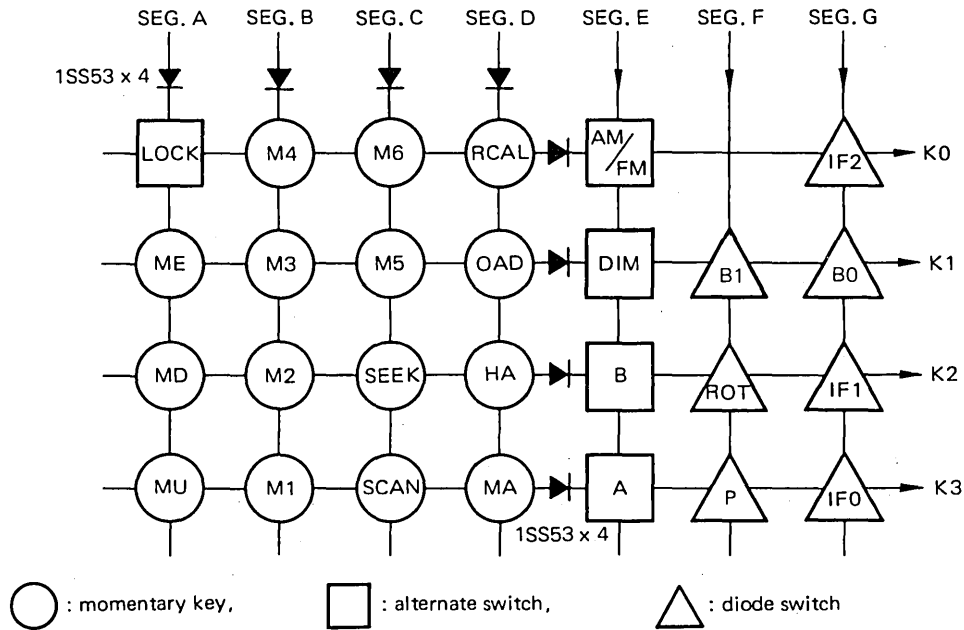 SEG. A SEG. B SEG. C SEG. D SEG. E SEG. F SEG. G
1SS53 x 4
LOCK M4 M6 RCAL AM/FM IF2 K0
ME M3 M5 OAD DIM B1 B0 K1
MD M2 SEEK HA B ROT IF1 K2
MU M1 SCAN MA A P IF0 K3
1SS53 x 4
: momentary key, : alternate switch, : diode switch